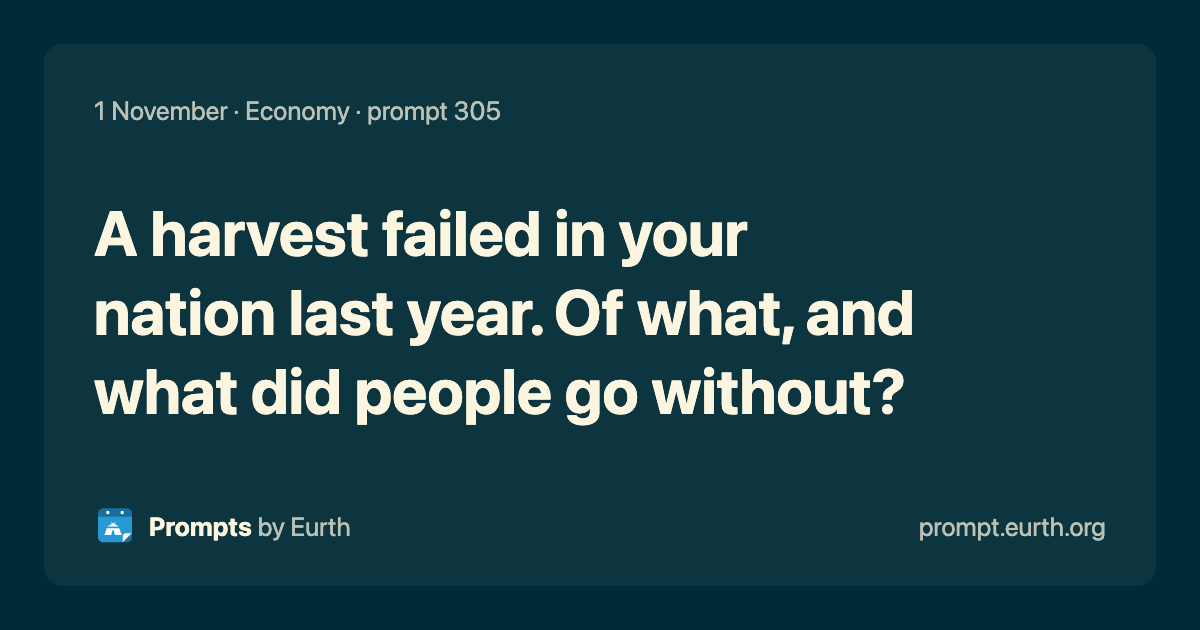 1 November · Economy · prompt 305
A harvest failed in your
nation last year. Of what, and
what did people go without?
Prompts by Eurth
prompt.eurth.org